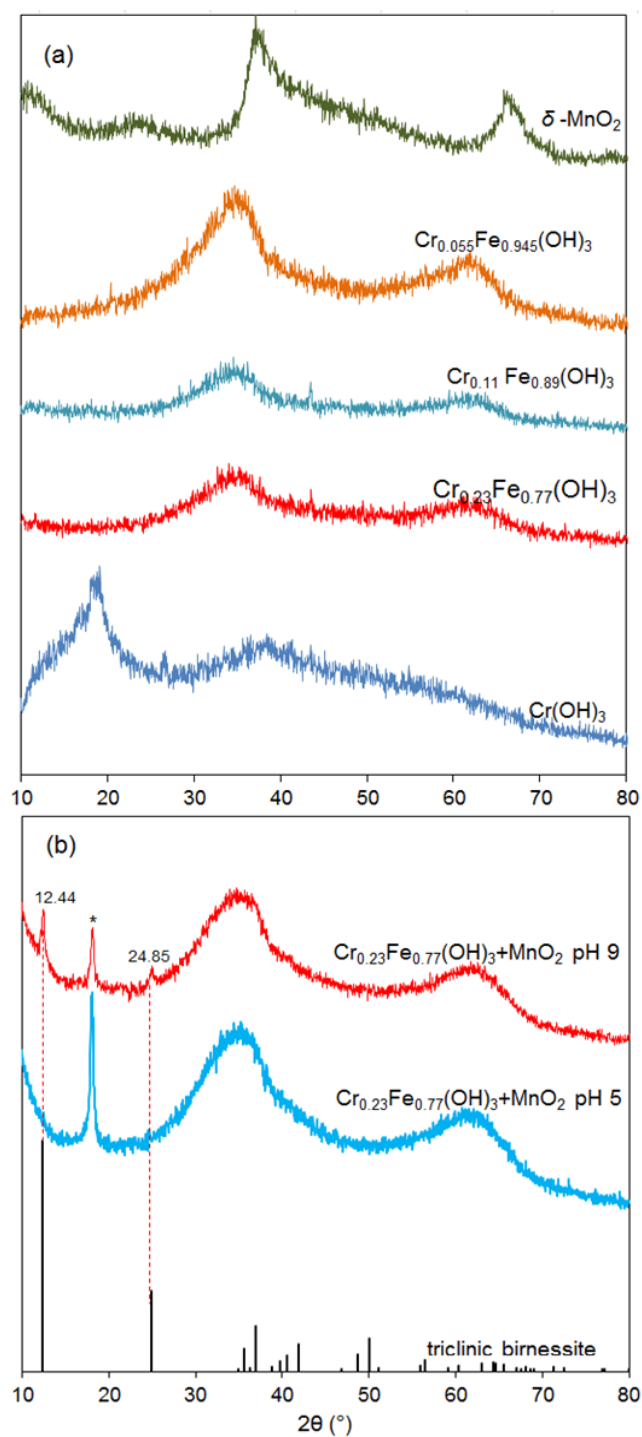 (a)
δ -MnO₂
Cr₀.₀₅₅Fe₀.₉₄₅(OH)₃
Cr₀.₁₁ Fe₀.₈₉(OH)₃
Cr₀.₂₃Fe₀.₇₇(OH)₃
Cr(OH)₃
10 20 30 40 50 60 70 80
(b)
12.44
*
24.85
Cr₀.₂₃Fe₀.₇₇(OH)₃+MnO₂ pH 9
Cr₀.₂₃Fe₀.₇₇(OH)₃+MnO₂ pH 5
triclinic birnessite
10 20 30 40 50 60 70 80
2θ (°)